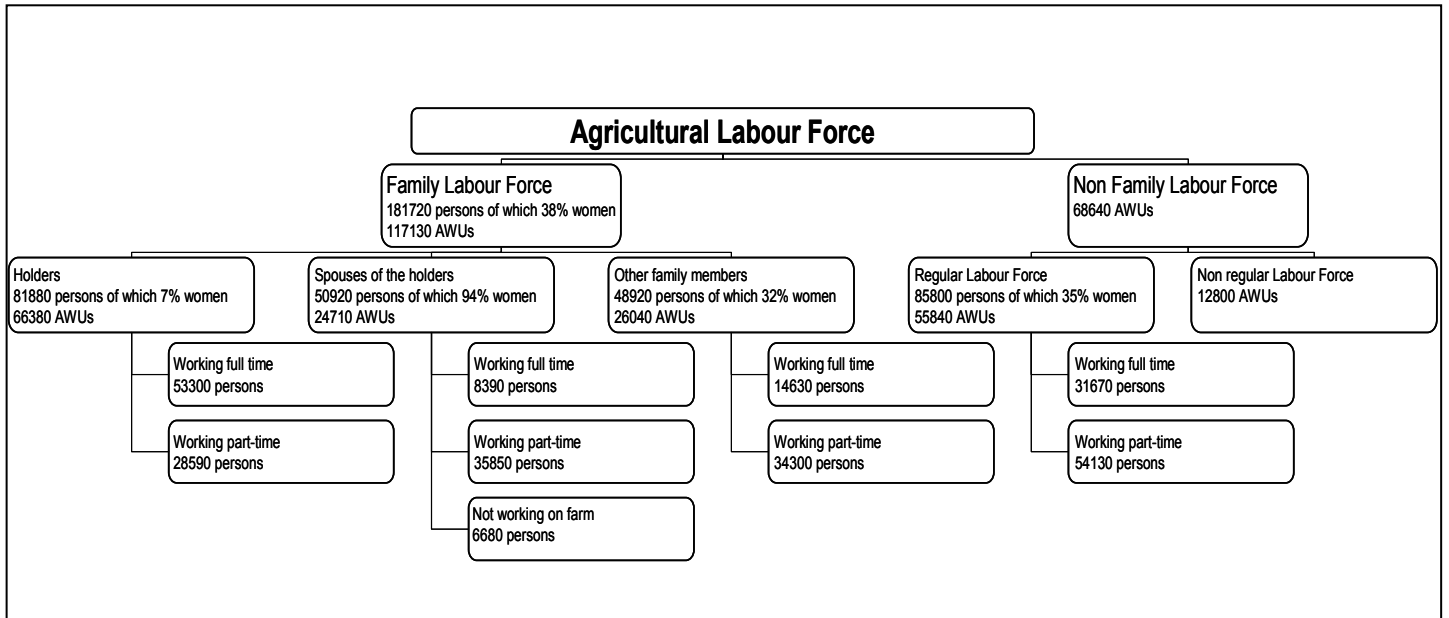 Agricultural Labour Force
Family Labour Force
181720 persons of which 38% women
117130 AWUs
Non Family Labour Force
68640 AWUs
Holders
81880 persons of which 7% women
66380 AWUs
Spouses of the holders
50920 persons of which 94% women
24710 AWUs
Other family members
48920 persons of which 32% women
26040 AWUs
Regular Labour Force
85800 persons of which 35% women
55840 AWUs
Non regular Labour Force
12800 AWUs
Working full time
53300 persons
Working full time
8390 persons
Working full time
14630 persons
Working full time
31670 persons
Working part-time
28590 persons
Working part-time
35850 persons
Working part-time
34300 persons
Working part-time
54130 persons
Not working on farm
6680 persons